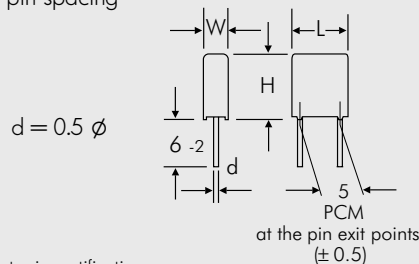 pin spacing
W
L
H
d = 0.5 ϕ
6 -2
d
5
PCM
at the pin exit points
(± 0.5)